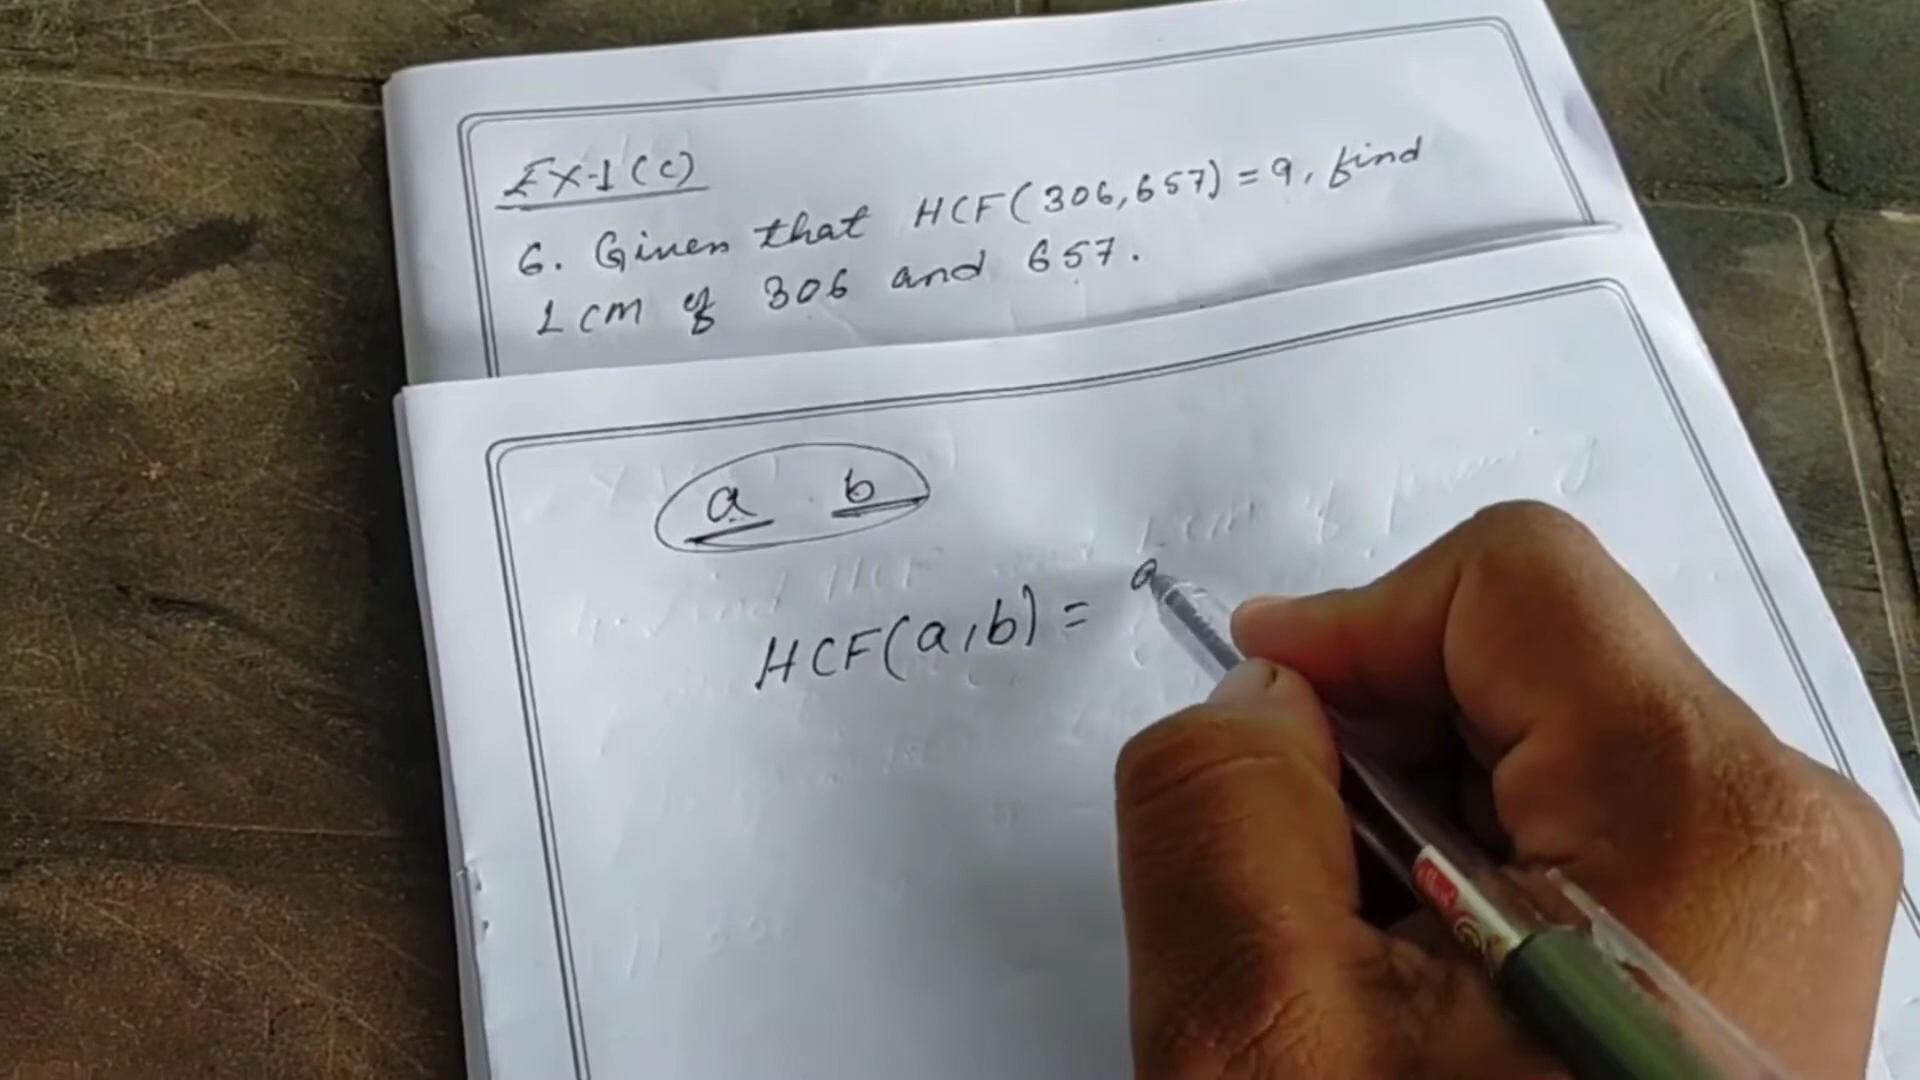 EX-1(C)
6. Given that HCF(306,657)=9, find
LCM of 306 and 657.
a b
HCF(a,b) = a